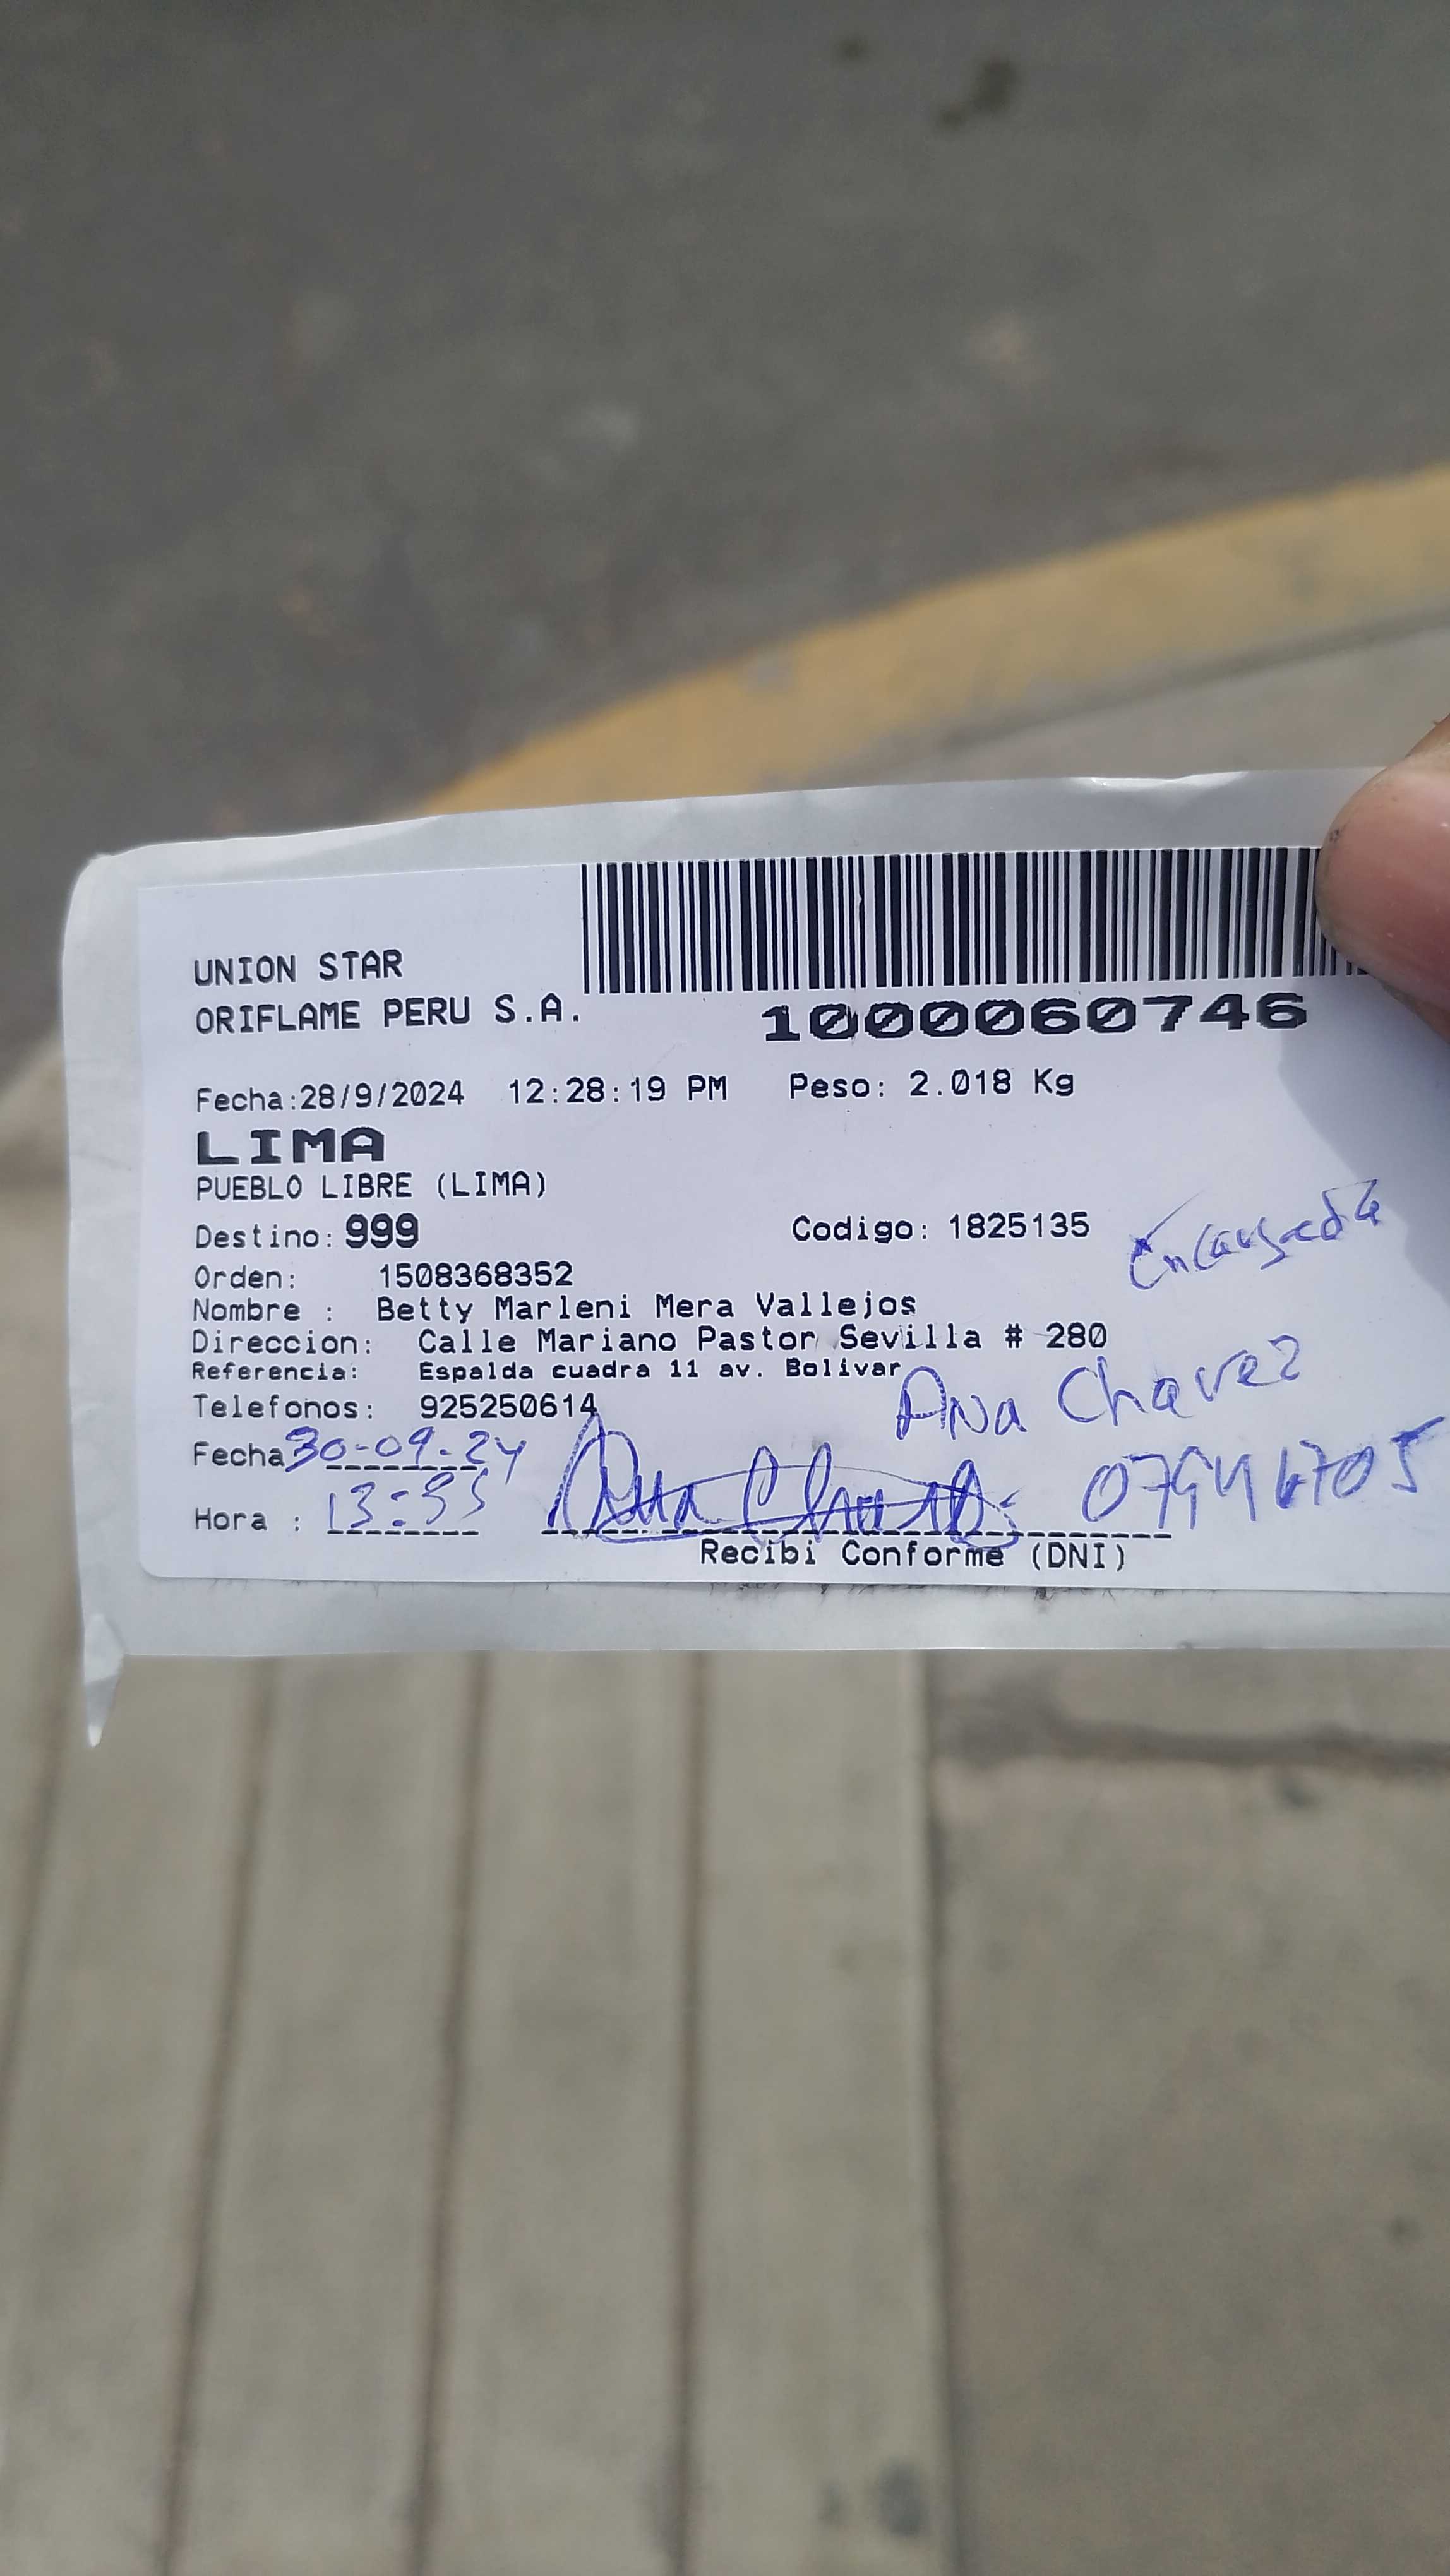 UNION STAR
ORIFLAME PERU S.A.
1000060746
Fecha:28/9/2024 12:28:19 PM Peso: 2.018 Kg
LIMA
PUEBLO LIBRE (LIMA)
Destino: 999 Codigo: 1825135 Encargada
Orden: 1508368352
Nombre : Betty Marleni Mera Vallejos
Direccion: Calle Mariano Pastor Sevilla # 280
Referencia: Espalda cuadra 11 av. Bolivar
Telefonos: 925250614 Ana Chavez
Fecha 30-09-24
Hora :
Recibi Conforme (DNI)